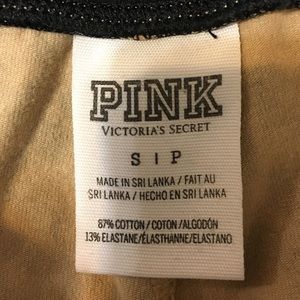 PINK
VICTORIA'S SECRET
S | P
MADE IN SRI LANKA / FAIT AU
SRI LANKA / HECHO EN SRI LANKA
87% COTTON / COTON / ALGODÓN
13% ELASTANE/ÉLASTHANNE/ELASTANO